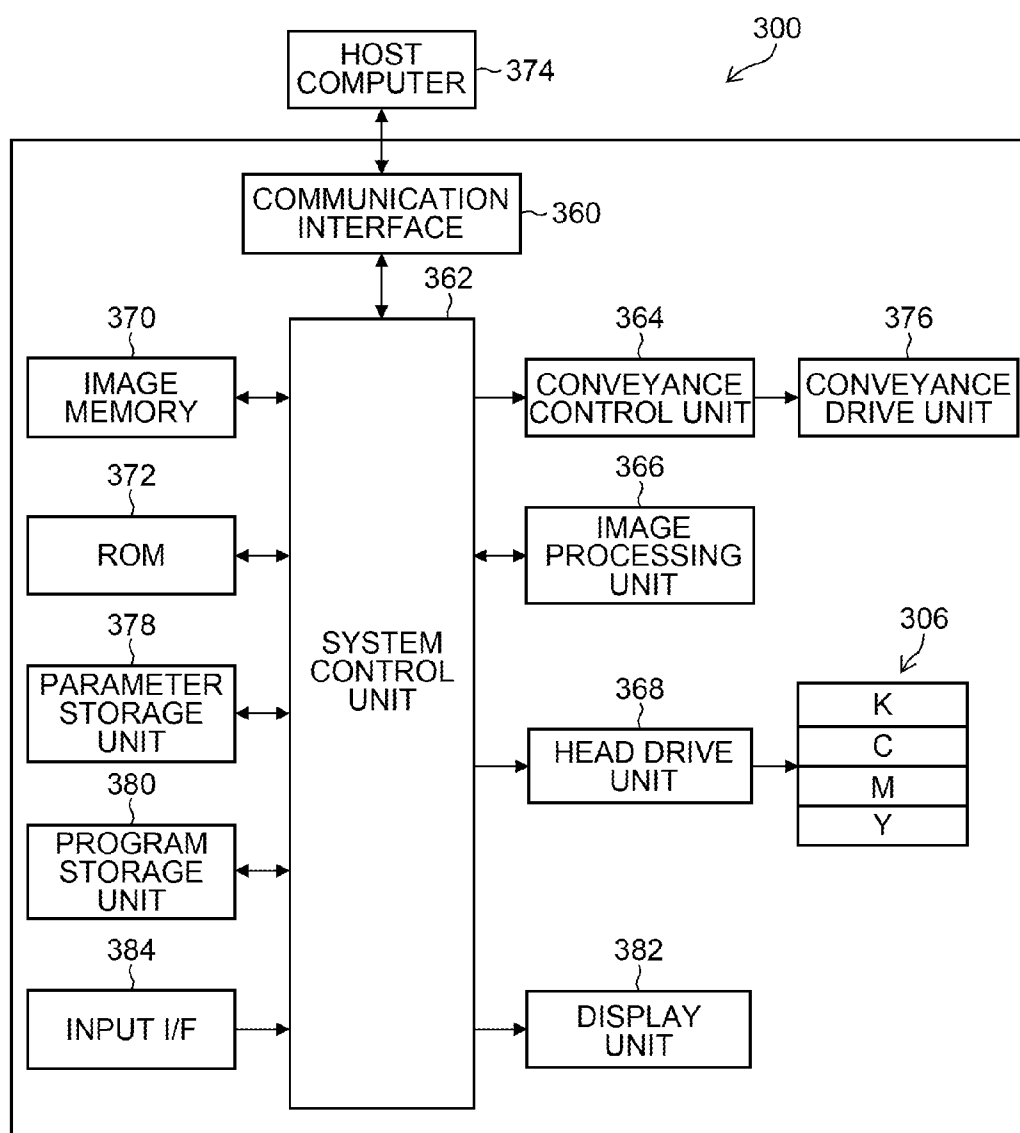 300
HOST
COMPUTER
374
COMMUNICATION
INTERFACE
360
362
370
IMAGE
MEMORY
364
CONVEYANCE
CONTROL UNIT
376
CONVEYANCE
DRIVE UNIT
372
ROM
366
IMAGE
PROCESSING
UNIT
SYSTEM
CONTROL
UNIT
378
PARAMETER
STORAGE
UNIT
368
HEAD DRIVE
UNIT
306
K
C
M
Y
380
PROGRAM
STORAGE
UNIT
384
INPUT I/F
382
DISPLAY
UNIT